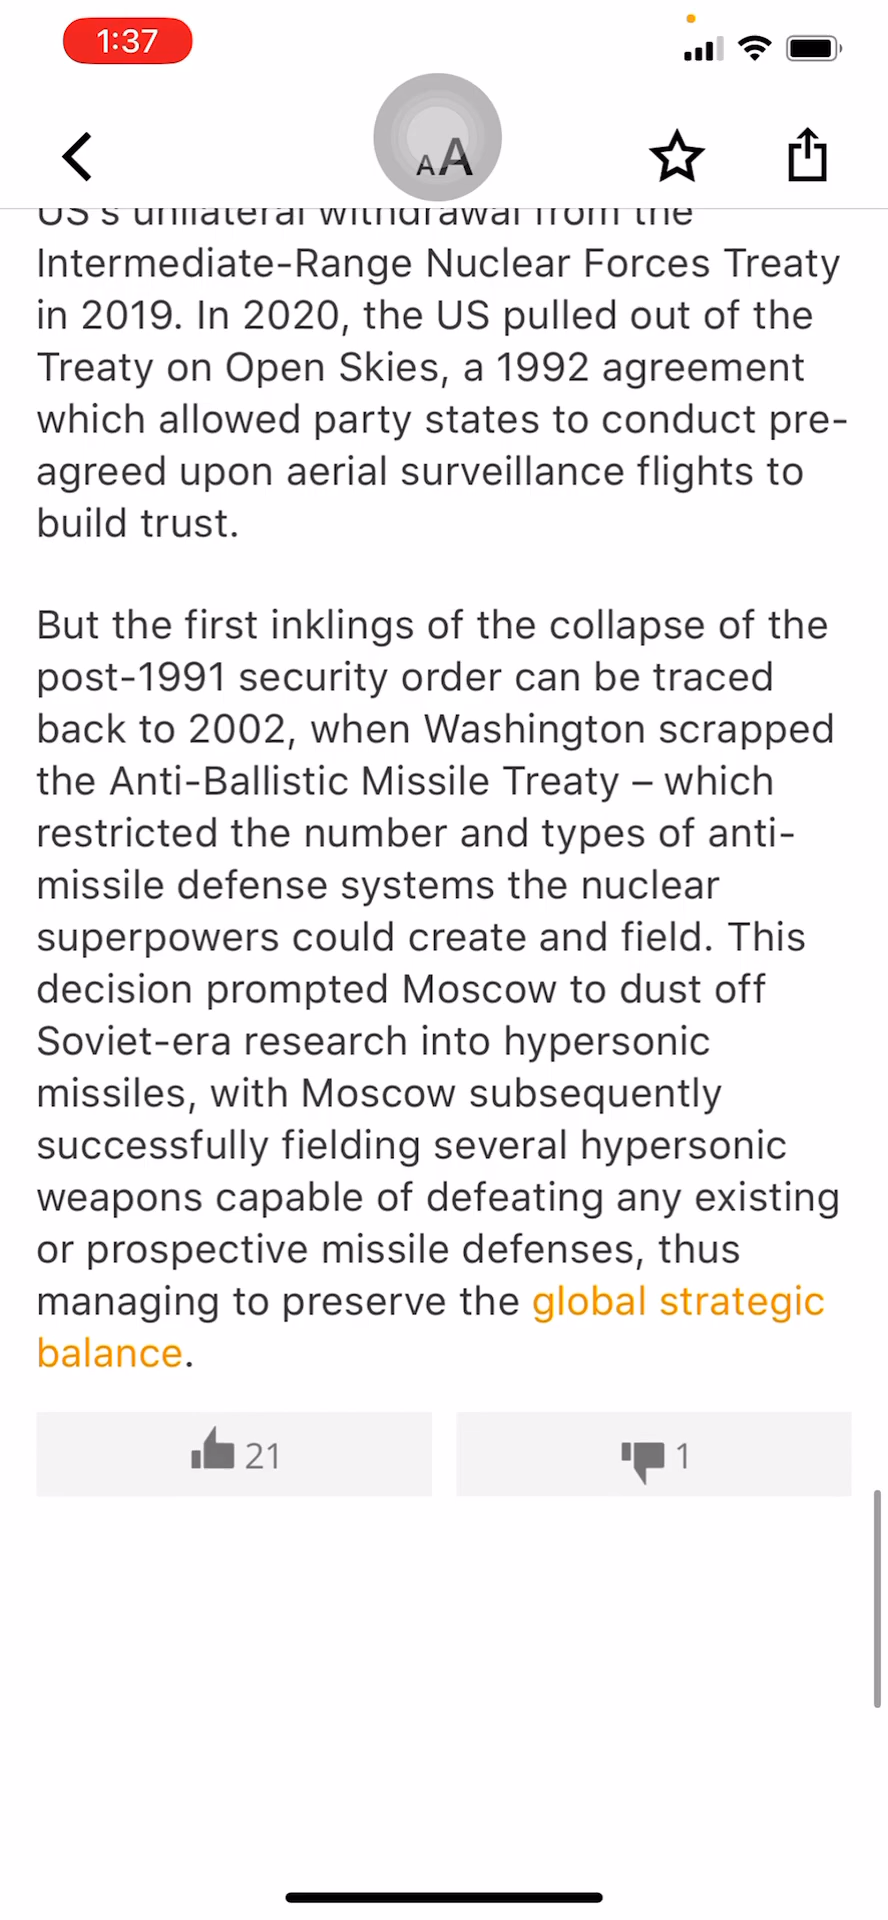 1:37
AA
US's unilateral withdrawal from the
Intermediate-Range Nuclear Forces Treaty
in 2019. In 2020, the US pulled out of the
Treaty on Open Skies, a 1992 agreement
which allowed party states to conduct pre-
agreed upon aerial surveillance flights to
build trust.
But the first inklings of the collapse of the
post-1991 security order can be traced
back to 2002, when Washington scrapped
the Anti-Ballistic Missile Treaty – which
restricted the number and types of anti-
missile defense systems the nuclear
superpowers could create and field. This
decision prompted Moscow to dust off
Soviet-era research into hypersonic
missiles, with Moscow subsequently
successfully fielding several hypersonic
weapons capable of defeating any existing
or prospective missile defenses, thus
managing to preserve the global strategic
balance.
21 1